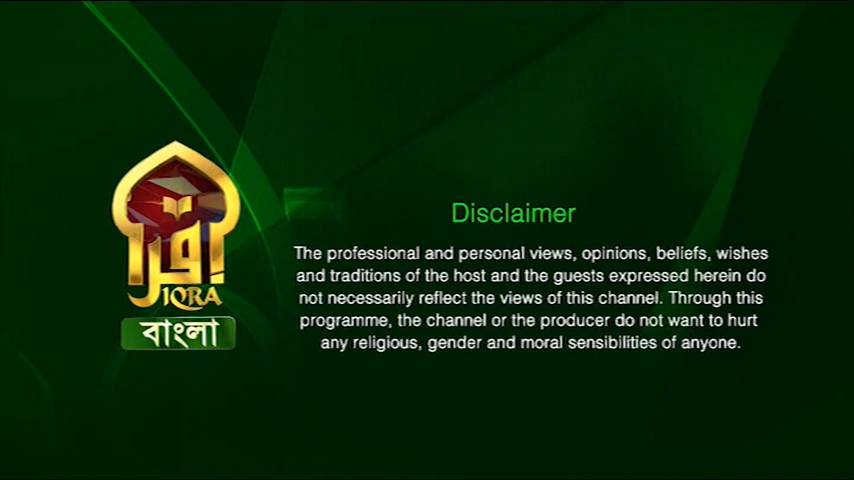 اقرأ
IQRA
বাংলা
Disclaimer
The professional and personal views, opinions, beliefs, wishes
and traditions of the host and the guests expressed herein do
not necessarily reflect the views of this channel. Through this
programme, the channel or the producer do not want to hurt
any religious, gender and moral sensibilities of anyone.